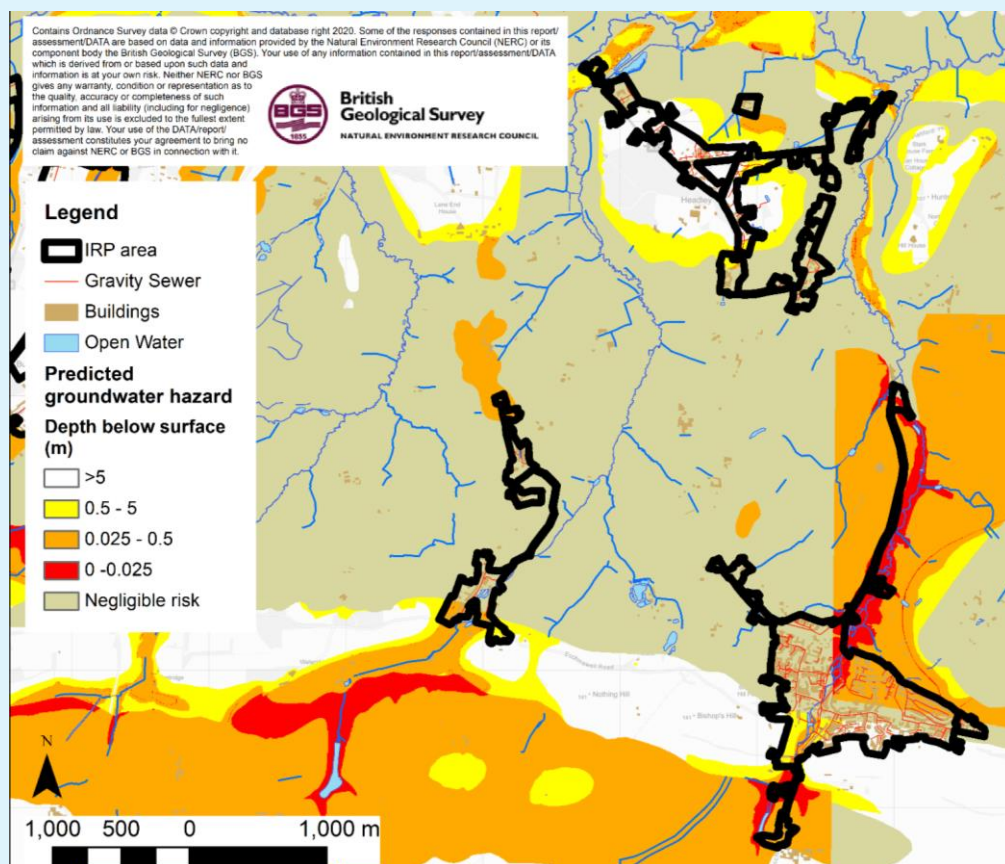 Contains Ordnance Survey data © Crown copyright and database right 2020. Some of the responses contained in this report/
assessment/DATA are based on data and information provided by the Natural Environment Research Council (NERC) or its
component body the British Geological Survey (BGS). Your use of any information contained in this report/assessment/DATA
which is derived from or based upon such data and
information is at your own risk. Neither NERC nor BGS
gives any warranty, condition or representation as to
the quality, accuracy or completeness of such
information and all liability (including for negligence)
arising from its use is excluded to the fullest extent
permitted by law. Your use of the DATA/report/
assessment constitutes your agreement to bring no
claim against NERC or BGS in connection with it.
BGS
1835
British
Geological Survey
NATURAL ENVIRONMENT RESEARCH COUNCIL
Legend
IRP area
Gravity Sewer
Buildings
Open Water
Predicted
groundwater hazard
Depth below surface
(m)
>5
0.5 - 5
0.025 - 0.5
0 -0.025
Negligible risk
Lane End
House
Headley
Hill House
Nothing Hill
Bishop's Hill
N
1,000 500 0 1,000 m